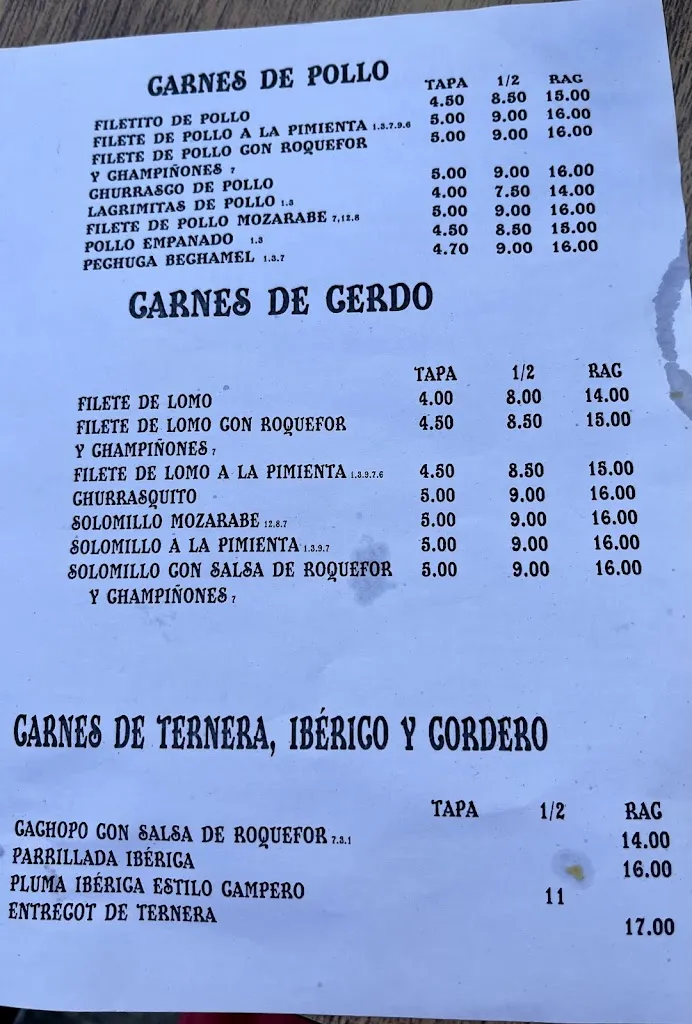 CARNES DE POLLO
TAPA 1/2 RAC
FILETITO DE POLLO 4.50 8.50 15.00
FILETE DE POLLO A LA PIMIENTA 1.3.7.9.6 5.00 9.00 16.00
FILETE DE POLLO CON ROQUEFOR 5.00 9.00 16.00
Y CHAMPIÑONES 7
CHURRASCO DE POLLO 5.00 9.00 16.00
LAGRIMITAS DE POLLO 1.3 4.00 7.50 14.00
FILETE DE POLLO MOZARABE 7,12.8 5.00 9.00 16.00
POLLO EMPANADO 1.3 4.50 8.50 15.00
PECHUGA BECHAMEL 1.3.7 4.70 9.00 16.00
CARNES DE CERDO
TAPA 1/2 RAC
FILETE DE LOMO 4.00 8.00 14.00
FILETE DE LOMO CON ROQUEFOR 4.50 8.50 15.00
Y CHAMPIÑONES 7
FILETE DE LOMO A LA PIMIENTA 1.3.9.7.6 4.50 8.50 15.00
CHURRASQUITO 5.00 9.00 16.00
SOLOMILLO MOZARABE 12.8.7 5.00 9.00 16.00
SOLOMILLO A LA PIMIENTA 1.3.9.7 5.00 9.00 16.00
SOLOMILLO CON SALSA DE ROQUEFOR 5.00 9.00 16.00
Y CHAMPIÑONES 7
CARNES DE TERNERA, IBÉRICO Y CORDERO
TAPA 1/2 RAC
CACHOPO CON SALSA DE ROQUEFOR 7.3.1 14.00
PARRILLADA IBÉRICA 16.00
PLUMA IBÉRICA ESTILO CAMPERO 11
ENTRECOT DE TERNERA 17.00